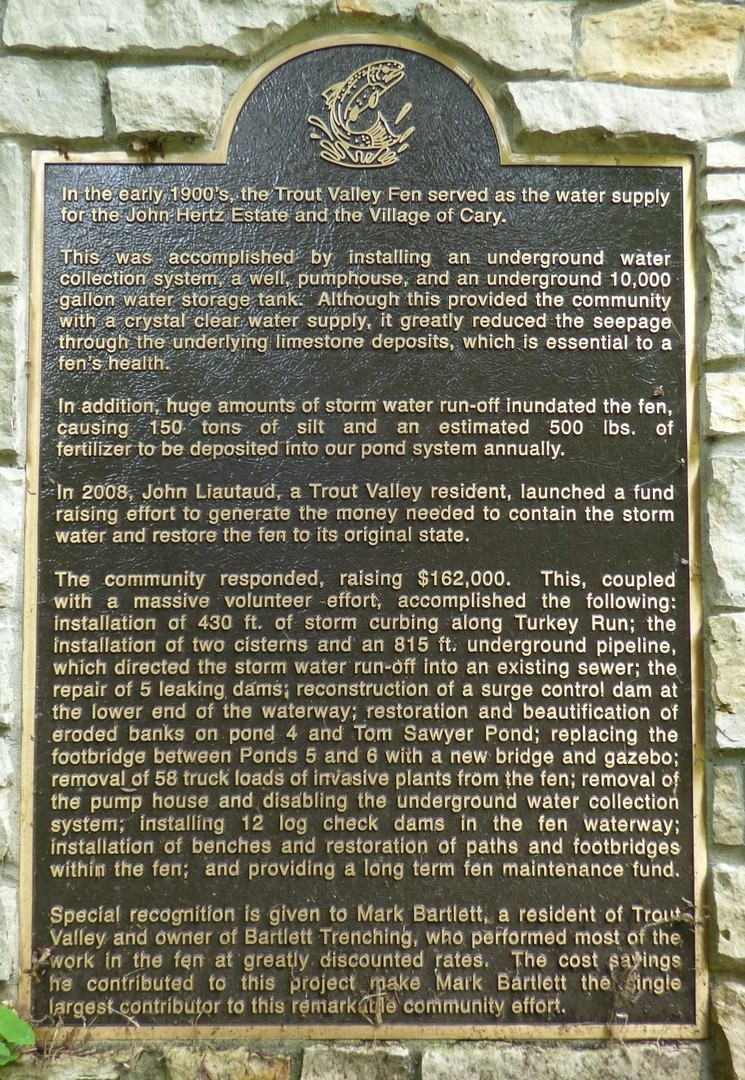 In the early 1900's, the Trout Valley Fen served as the water supply
for the John Hertz Estate and the Village of Cary.
This was accomplished by installing an underground water
collection system, a well, pumphouse, and an underground 10,000
gallon water storage tank. Although this provided the community
with a crystal clear water supply, it greatly reduced the seepage
through the underlying limestone deposits, which is essential to a
fen's health.
In addition, huge amounts of storm water run-off inundated the fen,
causing 150 tons of silt and an estimated 500 lbs. of
fertilizer to be deposited into our pond system annually.
In 2008, John Liautaud, a Trout Valley resident, launched a fund
raising effort to generate the money needed to contain the storm
water and restore the fen to its original state.
The community responded, raising $162,000. This, coupled
with a massive volunteer effort, accomplished the following:
installation of 430 ft. of storm curbing along Turkey Run; the
installation of two cisterns and an 815 ft. underground pipeline,
which directed the storm water run-off into an existing sewer; the
repair of 5 leaking dams; reconstruction of a surge control dam at
the lower end of the waterway; restoration and beautification of
eroded banks on pond 4 and Tom Sawyer Pond; replacing the
footbridge between Ponds 5 and 6 with a new bridge and gazebo;
removal of 58 truck loads of invasive plants from the fen; removal of
the pump house and disabling the underground water collection
system; installing 12 log check dams in the fen waterway;
installation of benches and restoration of paths and footbridges
within the fen; and providing a long term fen maintenance fund.
Special recognition is given to Mark Bartlett, a resident of Trout
Valley and owner of Bartlett Trenching, who performed most of the
work in the fen at greatly discounted rates. The cost savings
he contributed to this project make Mark Bartlett the single
largest contributor to this remarkable community effort.